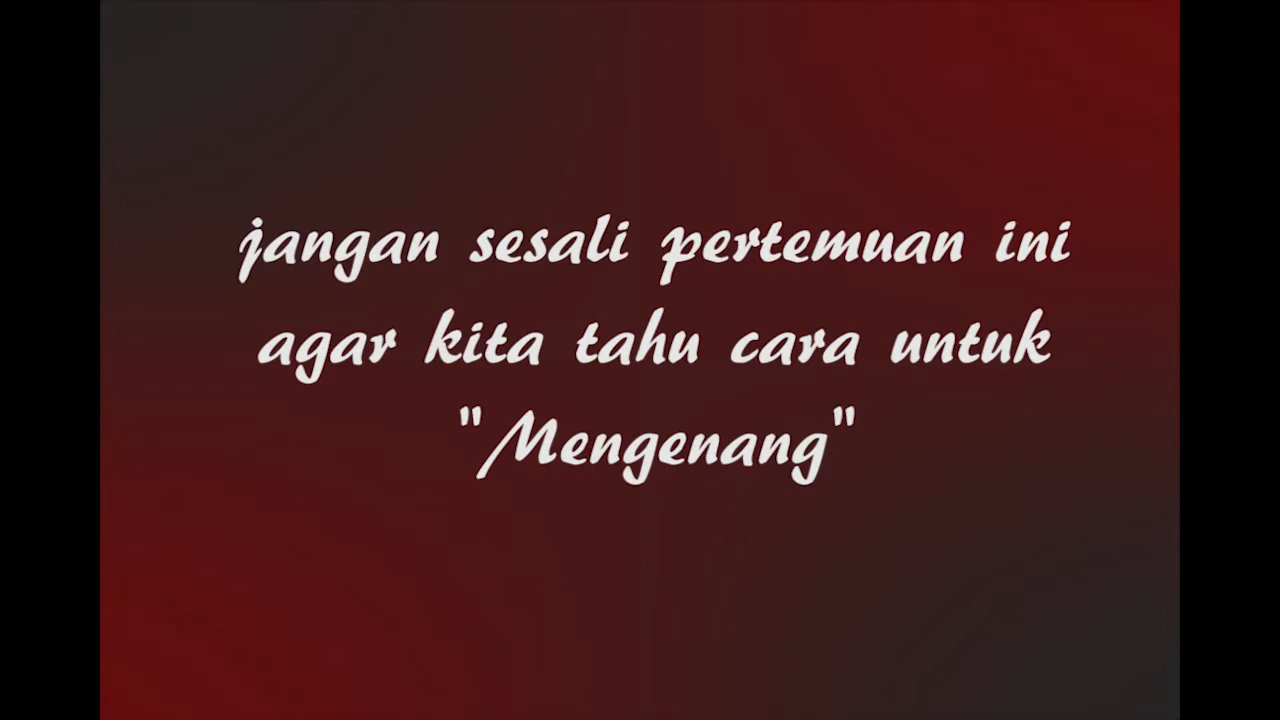 jangan sesali pertemuan ini
agar kita tahu cara untuk
"Mengenang"